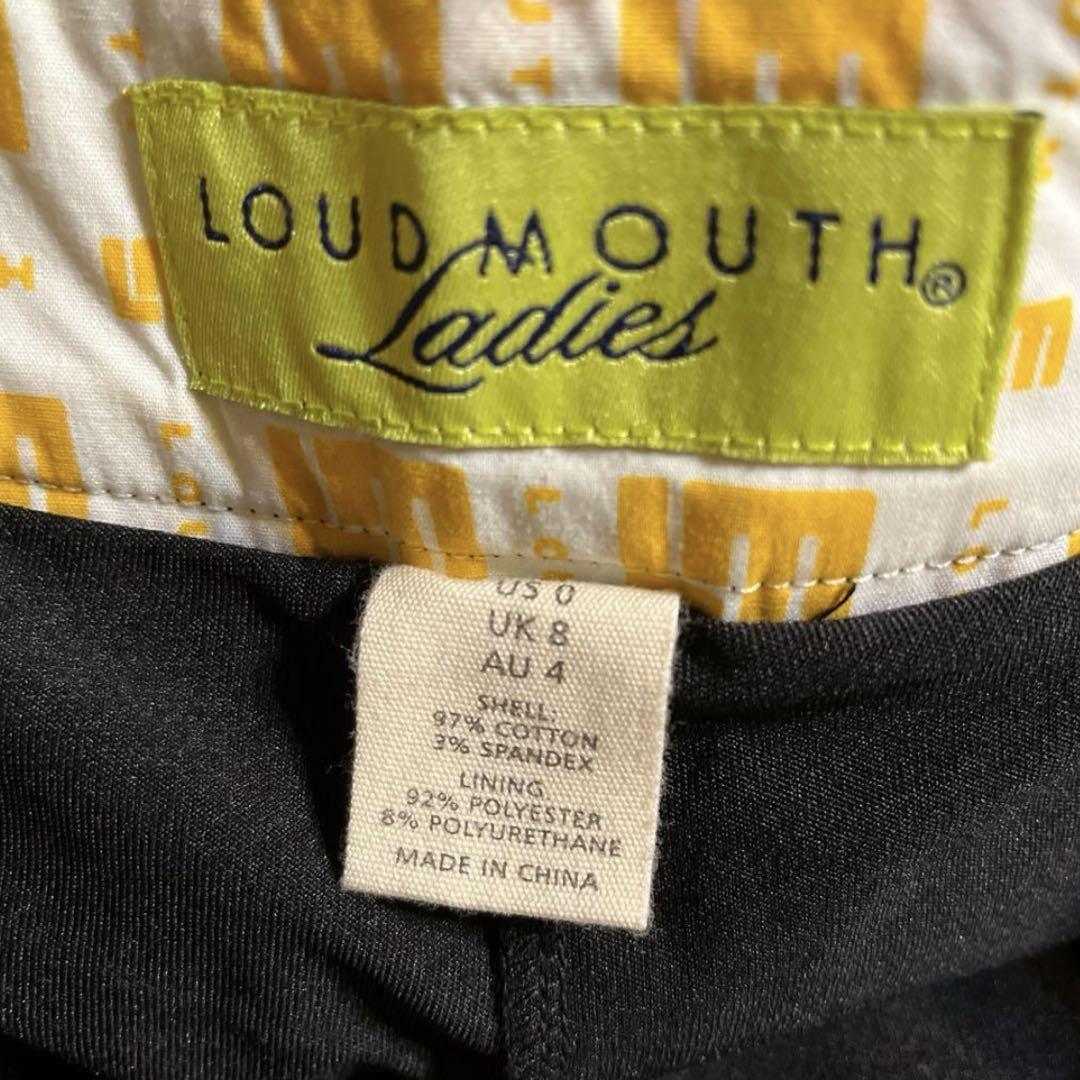 LOUDMOUTH®
Ladies
US 0
UK 8
AU 4
SHELL:
97% COTTON
3% SPANDEX
LINING
92% POLYESTER
8% POLYURETHANE
MADE IN CHINA